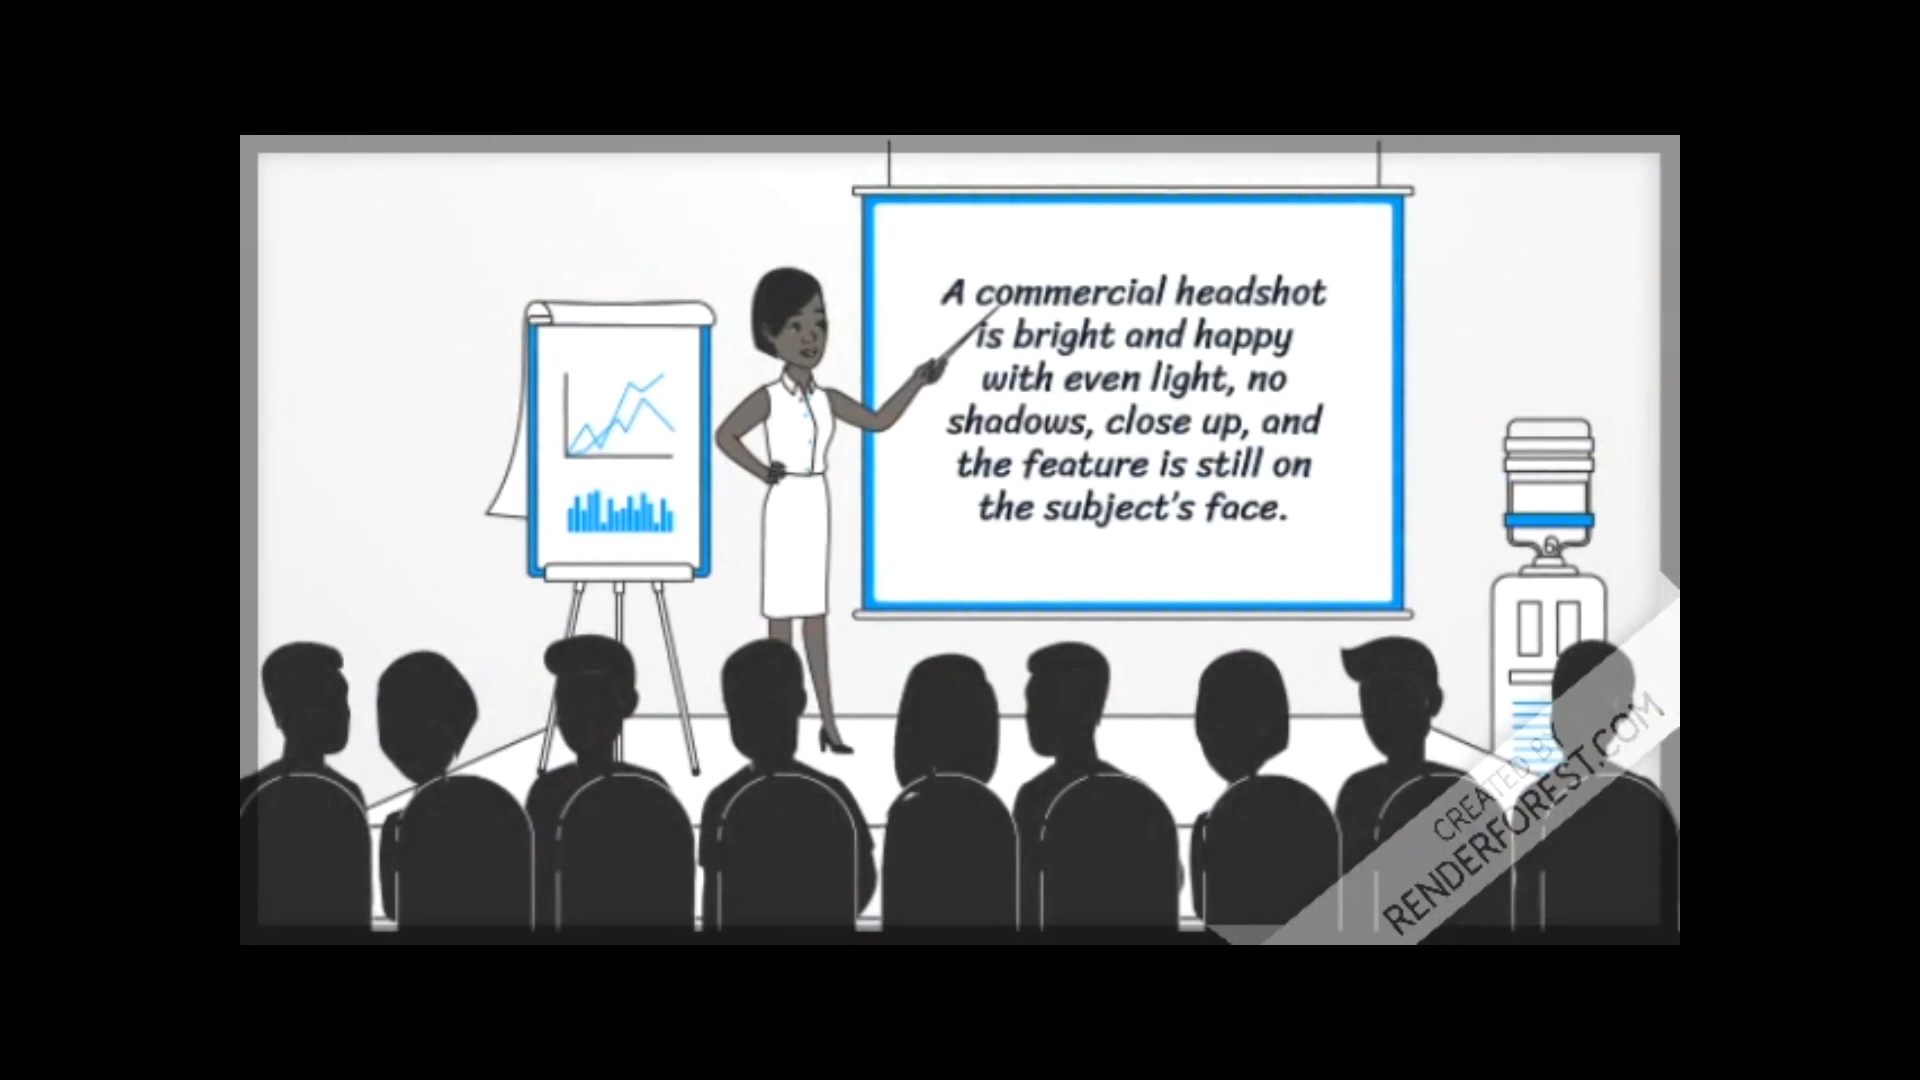 A commercial headshot
is bright and happy
with even light, no
shadows, close up, and
the feature is still on
the subject's face.
CREATED BY
RENDERFOREST.COM